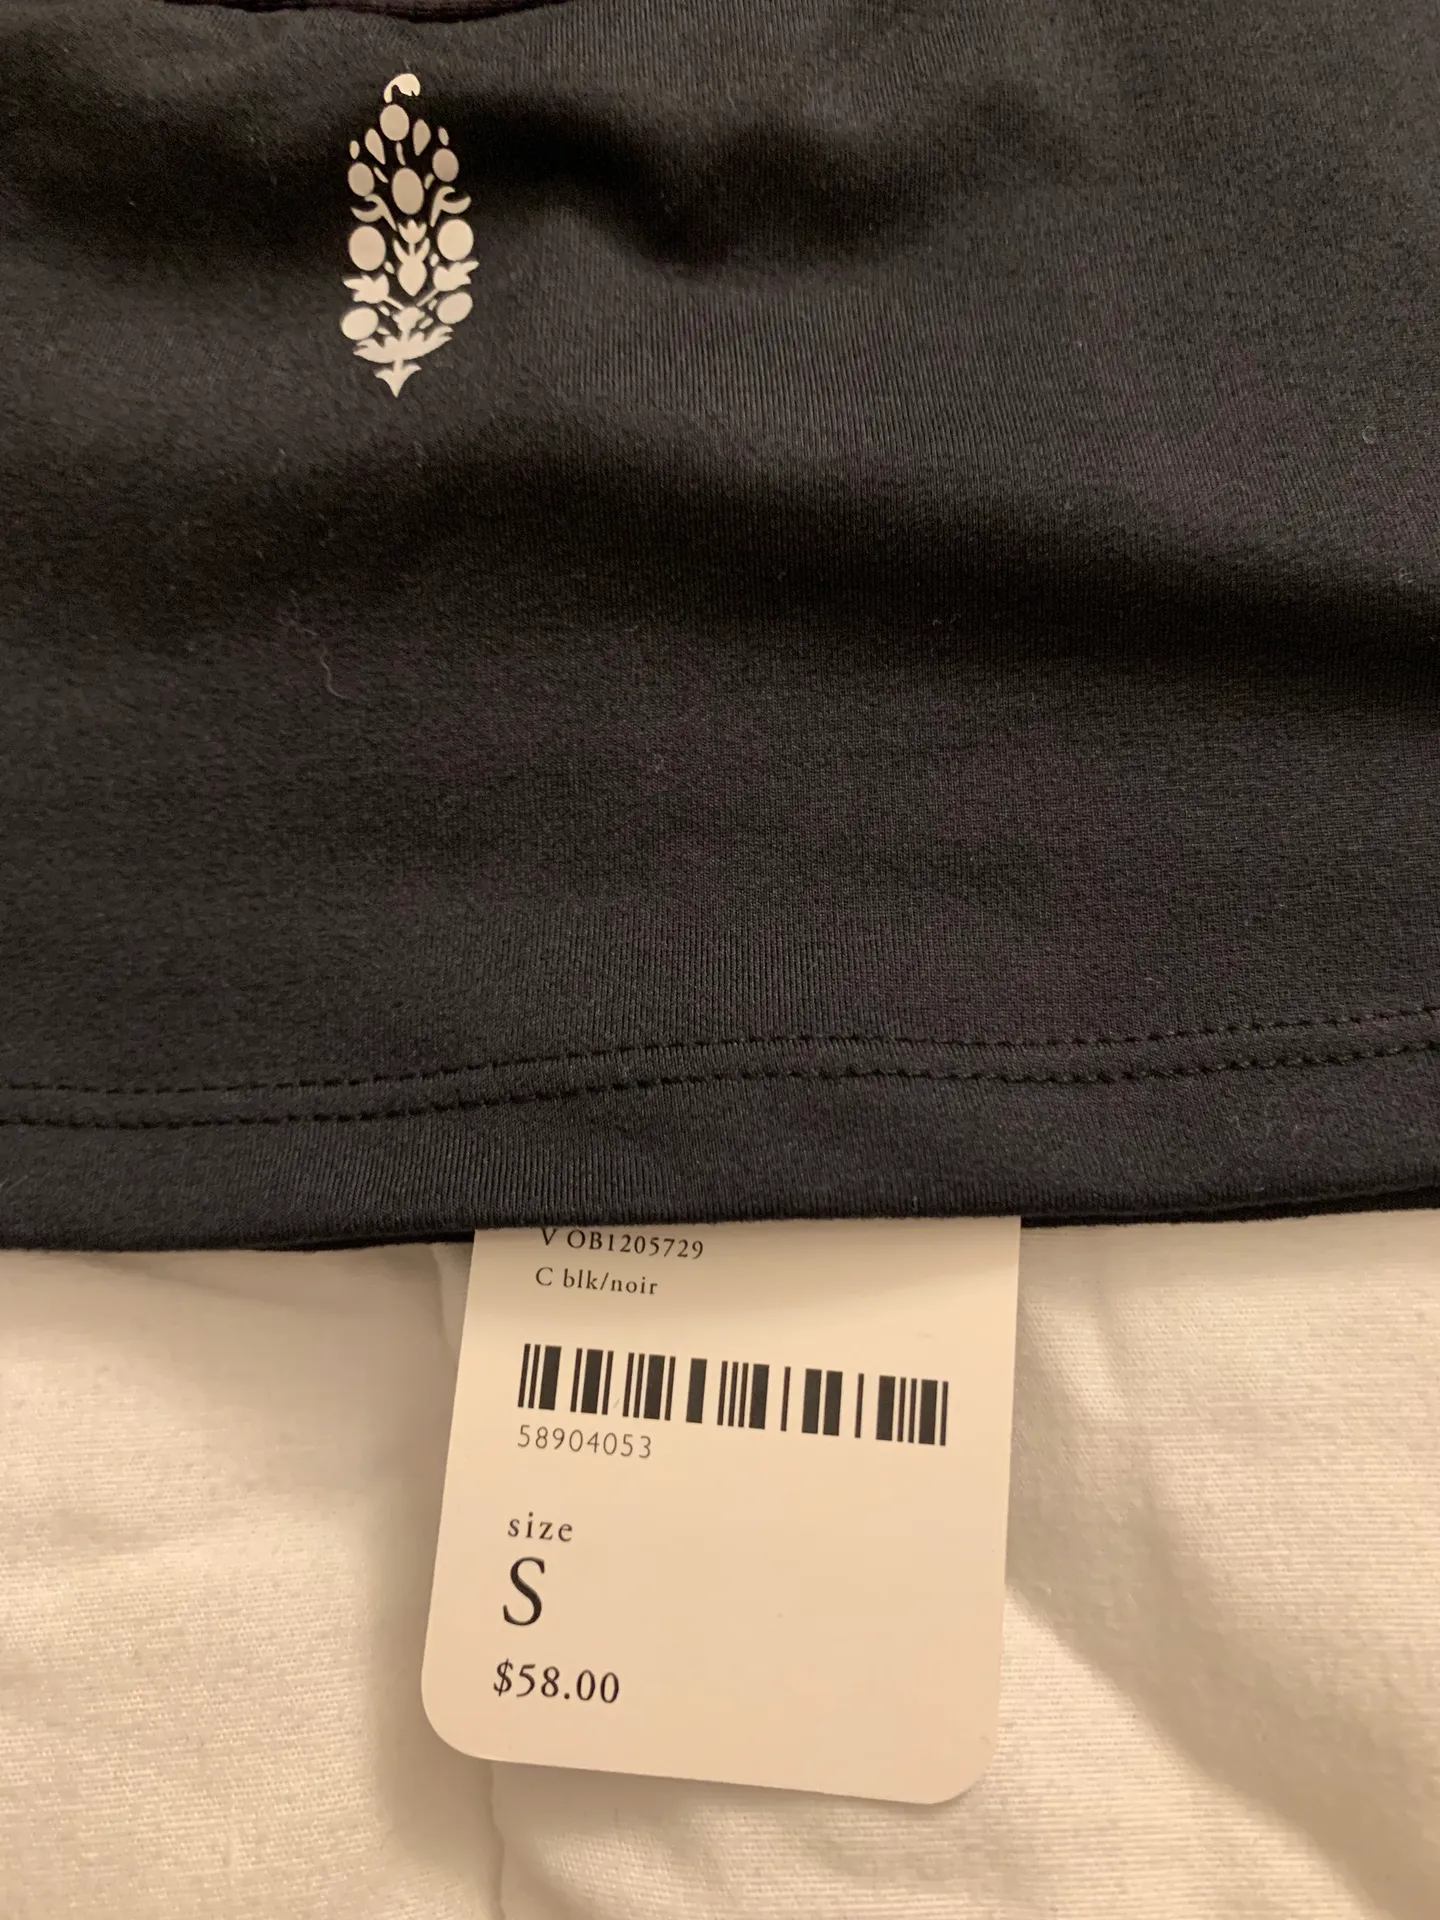 V OB1205729
C blk/noir
58904053
size
S
$58.00